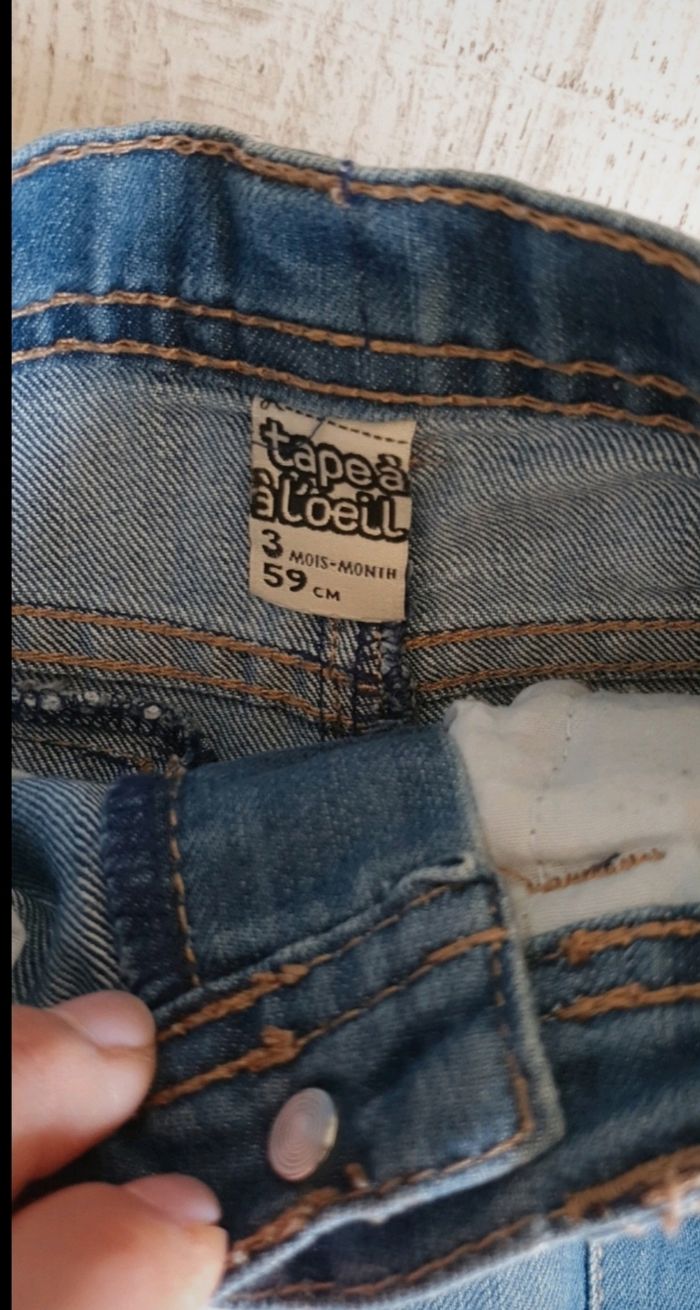 tape à
à l'oeil
3 MOIS-MONTH
59 CM